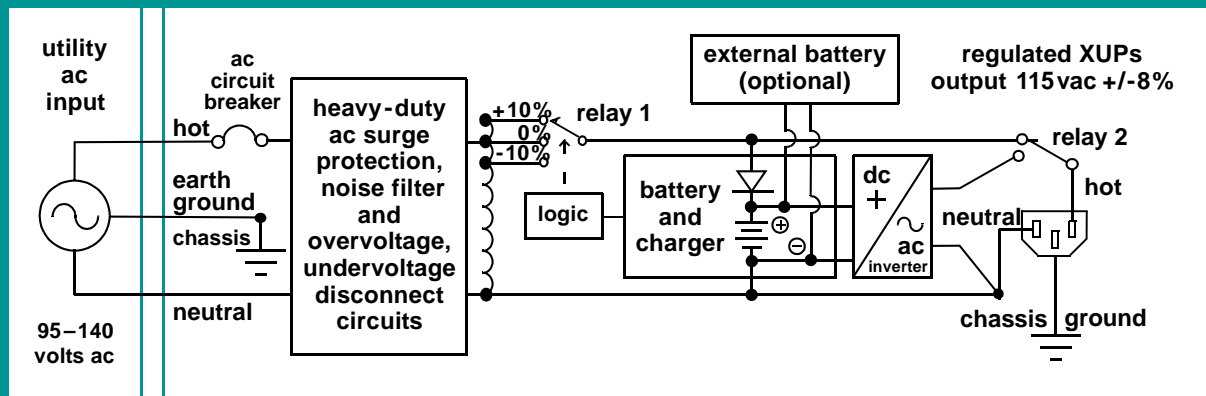 utility
ac
input
hot
ac
circuit
breaker
earth
ground
chassis
neutral
95–140
volts ac
heavy-duty
ac surge
protection,
noise filter
and
overvoltage,
undervoltage
disconnect
circuits
+10%
0%
-10%
relay 1
logic
external battery
(optional)
battery
and
charger
+
−
dc
+
ac
inverter
regulated XUPs
output 115vac +/-8%
relay 2
hot
neutral
chassis ground